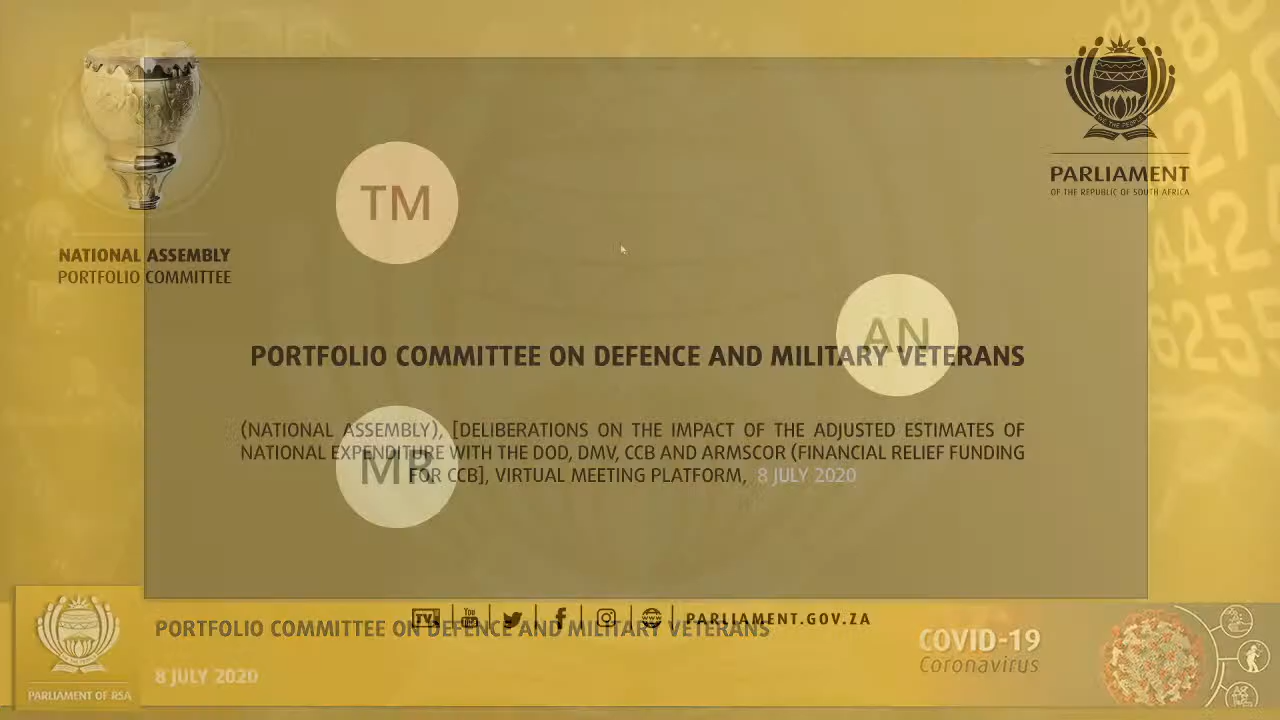 TM
PARLIAMENT
OF THE REPUBLIC OF SOUTH AFRICA
NATIONAL ASSEMBLY
PORTFOLIO COMMITTEE
AN
PORTFOLIO COMMITTEE ON DEFENCE AND MILITARY VETERANS
(NATIONAL ASSEMBLY), [DELIBERATIONS ON THE IMPACT OF THE ADJUSTED ESTIMATES OF
NATIONAL EXPENDITURE WITH THE DOD, DMV, CCB AND ARMSCOR (FINANCIAL RELIEF FUNDING
FOR CCB], VIRTUAL MEETING PLATFORM, 8 JULY 2020
MR
TV
You
PARLIAMENT.GOV.ZA
PORTFOLIO COMMITTEE ON DEFENCE AND MILITARY VETERANS
8 JULY 2020
PARLIAMENT OF RSA
COVID-19
Coronavirus